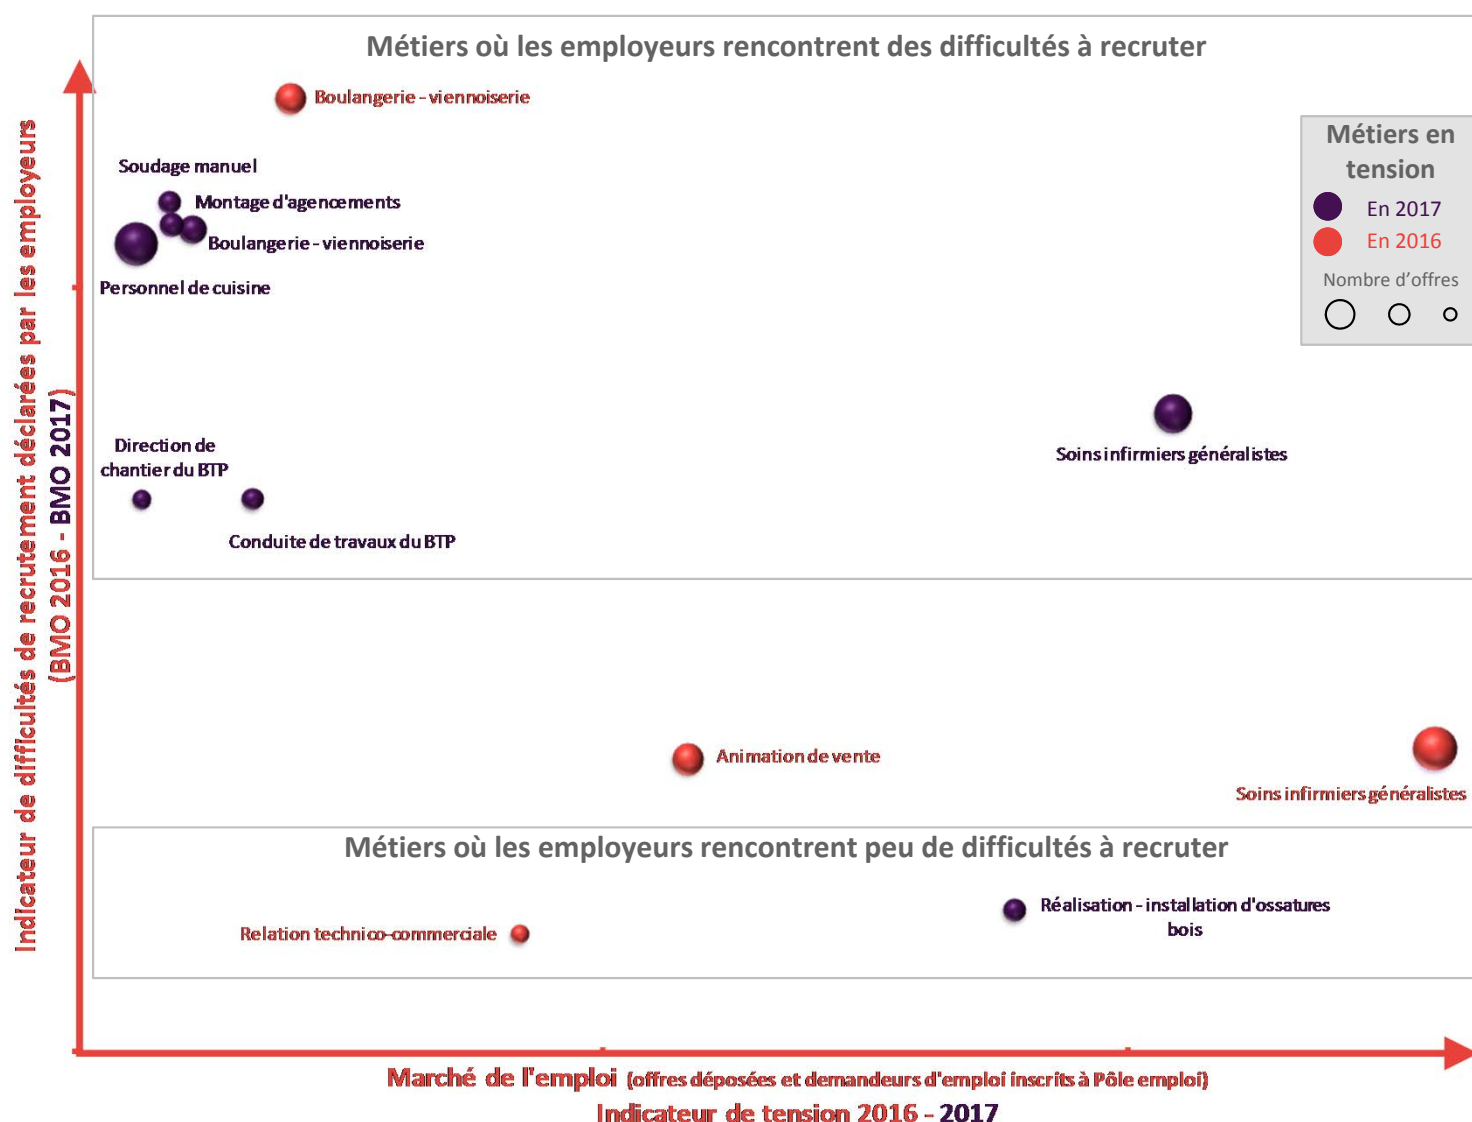 Métiers où les employeurs rencontrent des difficultés à recruter
Boulangerie - viennoiserie
Soudage manuel
Montage d'agencements
Boulangerie - viennoiserie
Personnel de cuisine
Métiers en
tension
En 2017
En 2016
Nombre d'offres
Direction de
chantier du BTP
Conduite de travaux du BTP
Soins infirmiers généralistes
Animation de vente
Soins infirmiers généralistes
Métiers où les employeurs rencontrent peu de difficultés à recruter
Relation technico-commerciale
Réalisation - installation d'ossatures
bois
Indicateur de difficultés de recrutement déclarées par les employeurs
(BMO 2016 - BMO 2017)
Marché de l'emploi (offres déposées et demandeurs d'emploi inscrits à Pôle emploi)
Indicateur de tension 2016 - 2017